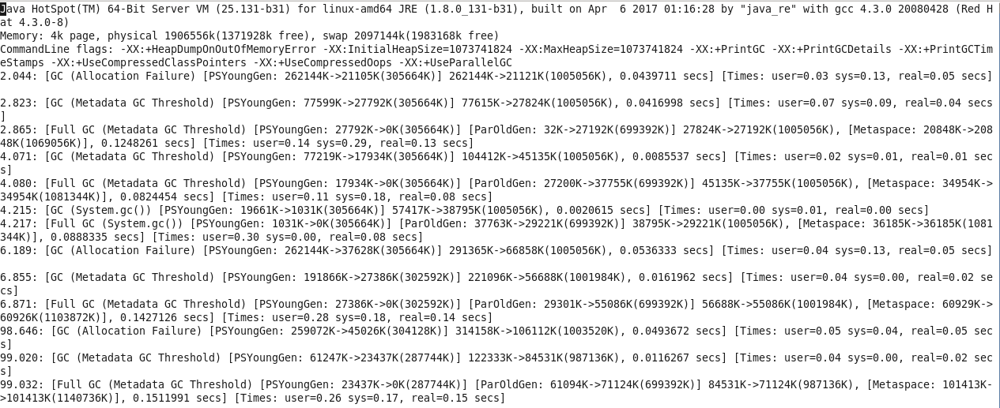 Java HotSpot(TM) 64-Bit Server VM (25.131-b31) for linux-amd64 JRE (1.8.0_131-b31), built on Apr  6 2017 01:16:28 by "java_re" with gcc 4.3.0 20080428 (Red H
at 4.3.0-8)
Memory: 4k page, physical 1906556k(1371928k free), swap 2097144k(1983168k free)
CommandLine flags: -XX:+HeapDumpOnOutOfMemoryError -XX:InitialHeapSize=1073741824 -XX:MaxHeapSize=1073741824 -XX:+PrintGC -XX:+PrintGCDetails -XX:+PrintGCTim
eStamps -XX:+UseCompressedClassPointers -XX:+UseCompressedOops -XX:+UseParallelGC
2.044: [GC (Allocation Failure) [PSYoungGen: 262144K->21105K(305664K)] 262144K->21121K(1005056K), 0.0439711 secs] [Times: user=0.03 sys=0.13, real=0.05 secs]
2.823: [GC (Metadata GC Threshold) [PSYoungGen: 77599K->27792K(305664K)] 77615K->27824K(1005056K), 0.0416998 secs] [Times: user=0.07 sys=0.09, real=0.04 secs
]
2.865: [Full GC (Metadata GC Threshold) [PSYoungGen: 27792K->0K(305664K)] [ParOldGen: 32K->27192K(699392K)] 27824K->27192K(1005056K), [Metaspace: 20848K->208
48K(1069056K)], 0.1248261 secs] [Times: user=0.14 sys=0.29, real=0.13 secs]
4.071: [GC (Metadata GC Threshold) [PSYoungGen: 77219K->17934K(305664K)] 104412K->45135K(1005056K), 0.0085537 secs] [Times: user=0.02 sys=0.01, real=0.01 sec
s]
4.080: [Full GC (Metadata GC Threshold) [PSYoungGen: 17934K->0K(305664K)] [ParOldGen: 27200K->37755K(699392K)] 45135K->37755K(1005056K), [Metaspace: 34954K->
34954K(1081344K)], 0.0824454 secs] [Times: user=0.11 sys=0.18, real=0.08 secs]
4.215: [GC (System.gc()) [PSYoungGen: 19661K->1031K(305664K)] 57417K->38795K(1005056K), 0.0020615 secs] [Times: user=0.00 sys=0.01, real=0.00 secs]
4.217: [Full GC (System.gc()) [PSYoungGen: 1031K->0K(305664K)] [ParOldGen: 37763K->29221K(699392K)] 38795K->29221K(1005056K), [Metaspace: 36185K->36185K(1081
344K)], 0.0888335 secs] [Times: user=0.30 sys=0.00, real=0.08 secs]
6.189: [GC (Allocation Failure) [PSYoungGen: 262144K->37628K(305664K)] 291365K->66858K(1005056K), 0.0536333 secs] [Times: user=0.04 sys=0.13, real=0.05 secs]
6.855: [GC (Metadata GC Threshold) [PSYoungGen: 191866K->27386K(302592K)] 221096K->56688K(1001984K), 0.0161962 secs] [Times: user=0.04 sys=0.00, real=0.02 se
cs]
6.871: [Full GC (Metadata GC Threshold) [PSYoungGen: 27386K->0K(302592K)] [ParOldGen: 29301K->55086K(699392K)] 56688K->55086K(1001984K), [Metaspace: 60929K->
60926K(1103872K)], 0.1427126 secs] [Times: user=0.28 sys=0.18, real=0.14 secs]
98.646: [GC (Allocation Failure) [PSYoungGen: 259072K->45026K(304128K)] 314158K->106112K(1003520K), 0.0493672 secs] [Times: user=0.05 sys=0.04, real=0.05 sec
s]
99.020: [GC (Metadata GC Threshold) [PSYoungGen: 61247K->23437K(287744K)] 122333K->84531K(987136K), 0.0116267 secs] [Times: user=0.04 sys=0.00, real=0.02 sec
s]
99.032: [Full GC (Metadata GC Threshold) [PSYoungGen: 23437K->0K(287744K)] [ParOldGen: 61094K->71124K(699392K)] 84531K->71124K(987136K), [Metaspace: 101413K-
>101413K(1140736K)], 0.1511991 secs] [Times: user=0.26 sys=0.17, real=0.15 secs]